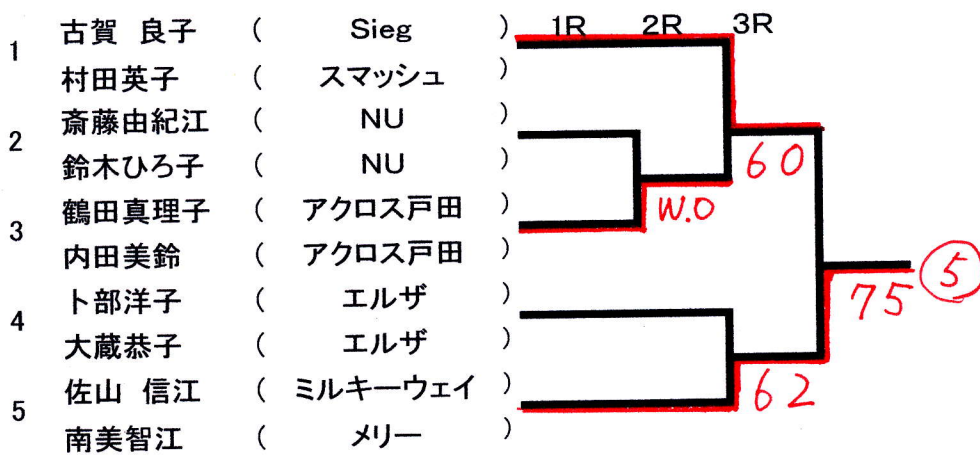 1R 2R 3R
1 古賀 良子 ( Sieg )
村田英子 ( スマッシュ )
2 斎藤由紀江 ( NU )
鈴木ひろ子 ( NU )
60
3 鶴田真理子 ( アクロス戸田 )
W.O
内田美鈴 ( アクロス戸田 )
⑤
4 卜部洋子 ( エルザ )
75
大蔵恭子 ( エルザ )
5 佐山 信江 ( ミルキーウェイ )
62
南美智江 ( メリー )